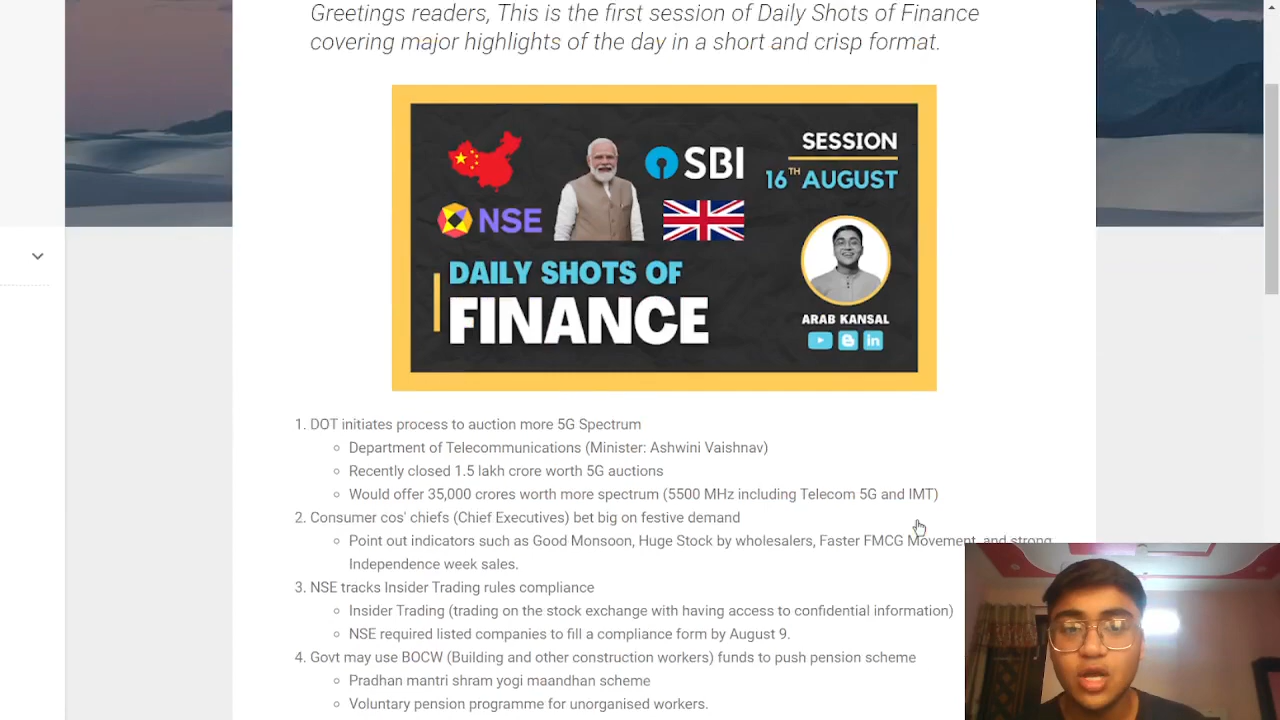 Greetings readers, This is the first session of Daily Shots of Finance
covering major highlights of the day in a short and crisp format.
SESSION
16TH AUGUST
SBI
NSE
DAILY SHOTS OF
FINANCE
ARAB KANSAL
in
1. DOT initiates process to auction more 5G Spectrum
Department of Telecommunications (Minister: Ashwini Vaishnav)
Recently closed 1.5 lakh crore worth 5G auctions
Would offer 35,000 crores worth more spectrum (5500 MHz including Telecom 5G and IMT)
2. Consumer cos' chiefs (Chief Executives) bet big on festive demand
Point out indicators such as Good Monsoon, Huge Stock by wholesalers, Faster FMCG Movement, and strong
Independence week sales.
3. NSE tracks Insider Trading rules compliance
Insider Trading (trading on the stock exchange with having access to confidential information)
NSE required listed companies to fill a compliance form by August 9.
4. Govt may use BOCW (Building and other construction workers) funds to push pension scheme
Pradhan mantri shram yogi maandhan scheme
Voluntary pension programme for unorganised workers.